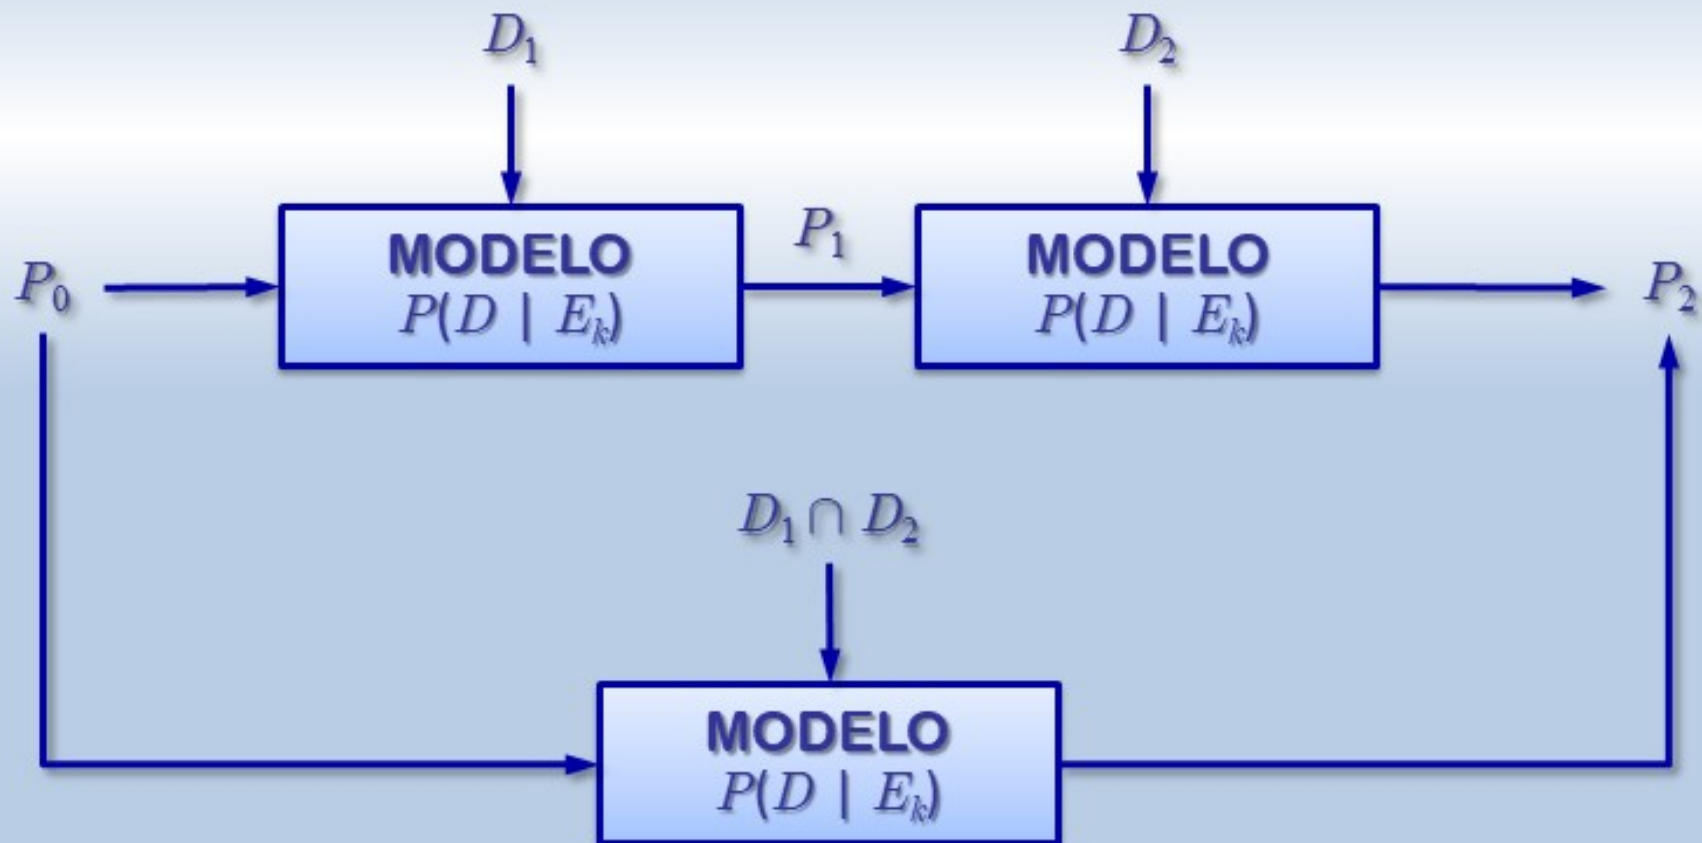 D₁
D₂
MODELO
P(D | Eₖ)
P₁
MODELO
P(D | Eₖ)
P₀
P₂
D₁ ∩ D₂
MODELO
P(D | Eₖ)